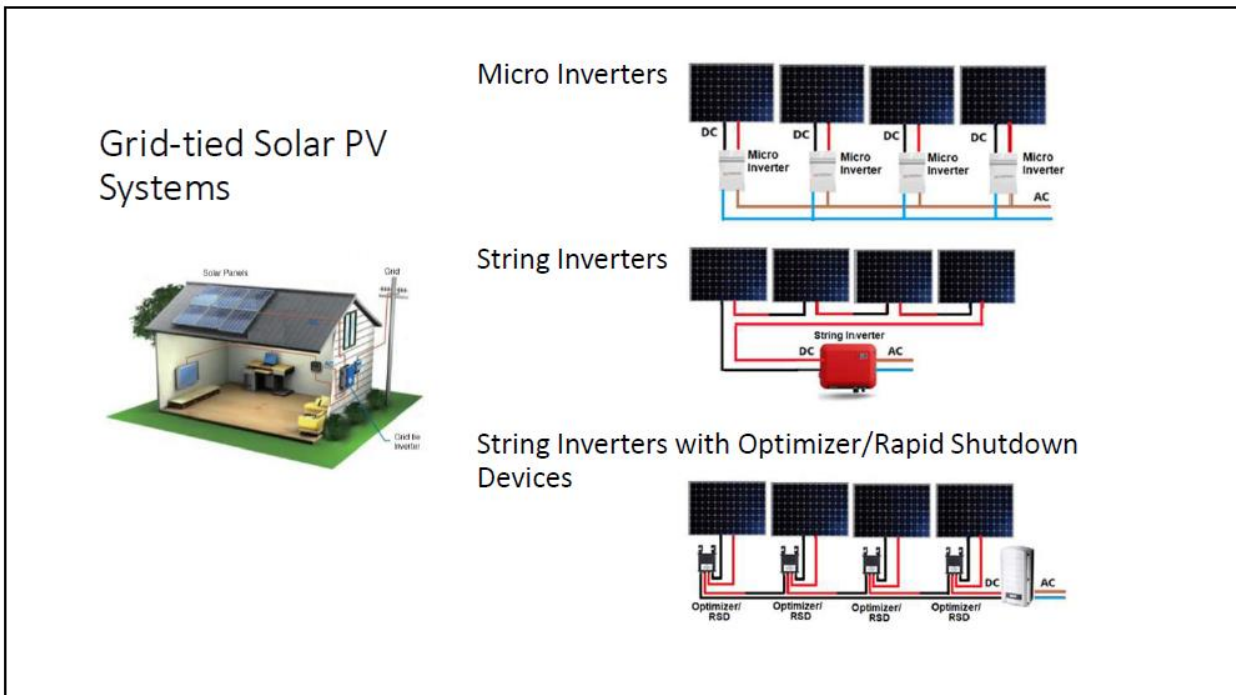 Grid-tied Solar PV
Systems
Solar Panels
Grid
AC
Grid tie
Inverter
Micro Inverters
DC
DC
DC
DC
Micro
Inverter
Micro
Inverter
Micro
Inverter
Micro
Inverter
AC
String Inverters
String Inverter
DC
AC
String Inverters with Optimizer/Rapid Shutdown
Devices
DC
AC
Optimizer/
RSD
Optimizer/
RSD
Optimizer/
RSD
Optimizer/
RSD